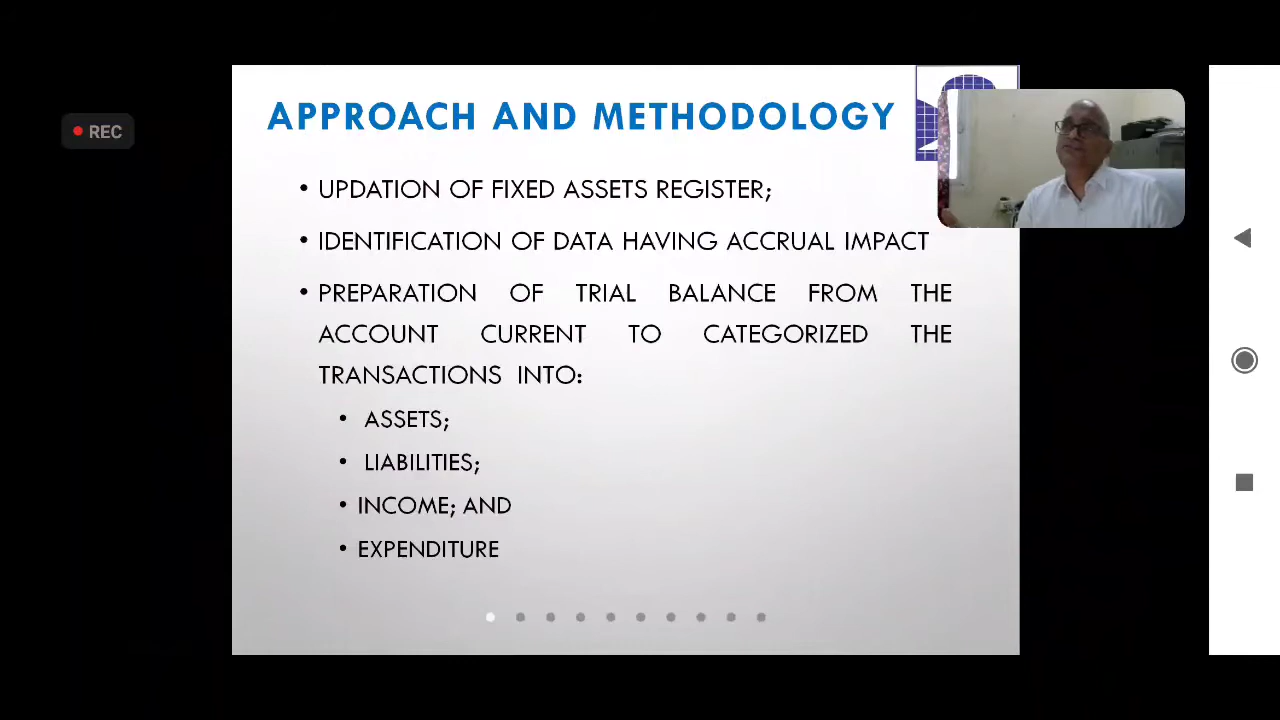 REC
APPROACH AND METHODOLOGY
• UPDATION OF FIXED ASSETS REGISTER;
• IDENTIFICATION OF DATA HAVING ACCRUAL IMPACT
• PREPARATION OF TRIAL BALANCE FROM THE
ACCOUNT CURRENT TO CATEGORIZED THE
TRANSACTIONS INTO:
• ASSETS;
• LIABILITIES;
• INCOME; AND
• EXPENDITURE